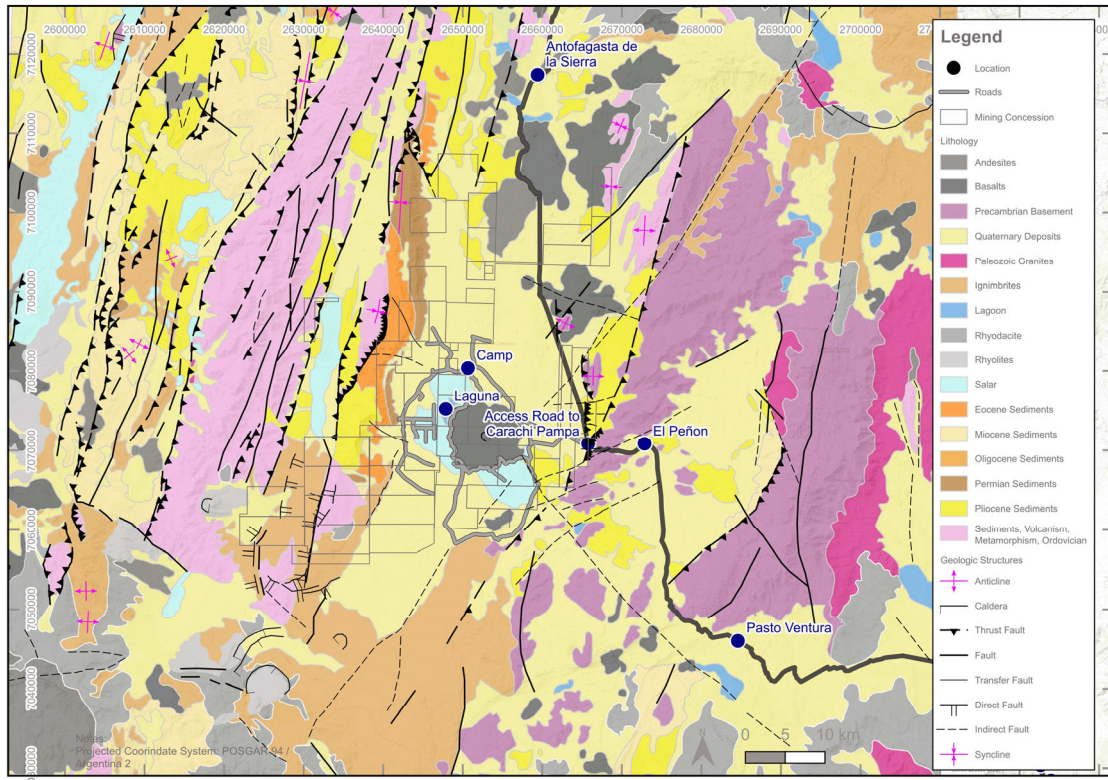 2600000 2610000 2620000 2630000 2640000 2650000 2660000 2670000 2680000 2690000 2700000
7120000
7110000
7100000
7090000
7080000
7070000
7060000
7050000
7040000
Antofagasta de
la Sierra
Camp
Laguna
Access Road to
Carachi Pampa
El Peñon
Pasto Ventura
Notes:
Projected Coorindate System: POSGAR 94 /
Argentina 2
0 5 10 km
N
Legend
Location
Roads
Mining Concession
Lithology
Andesites
Basalts
Precambrian Basement
Quaternary Deposits
Paleozoic Granites
Ignimbrites
Lagoon
Rhyodacite
Rhyolites
Salar
Eocene Sediments
Miocene Sediments
Oligocene Sediments
Permian Sediments
Pliocene Sediments
Sediments, Volcanism,
Metamorphism, Ordovician
Geologic Structures
Anticline
Caldera
Thrust Fault
Fault
Transfer Fault
Direct Fault
Indirect Fault
Syncline